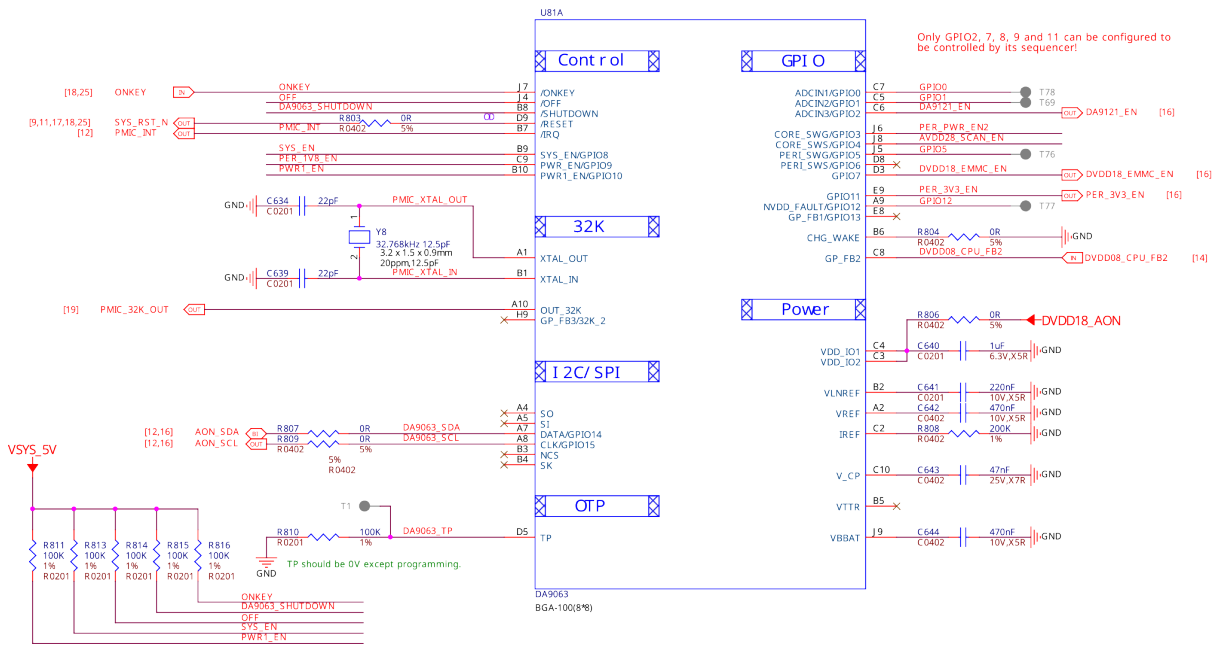 U81A
Only GPIO2, 7, 8, 9 and 11 can be configured to
be controlled by its sequencer!
Control
GPIO
[18,25] ONKEY IN ONKEY J7 /ONKEY
OFF J4 /OFF
DA9063_SHUTDOWN B8 /SHUTDOWN
[9,11,17,18,25] SYS_RST_N OUT R803 0R D9 /RESET
[12] PMIC_INT OUT PMIC_INT R0402 5% B7 /IRQ
SYS_EN B9 SYS_EN/GPIO8
PER_1V8_EN C9 PWR_EN/GPIO9
PWR1_EN B10 PWR1_EN/GPIO10
ADCIN1/GPIO0 C7 GPIO0 T78
ADCIN2/GPIO1 C5 GPIO1 T69
ADCIN3/GPIO2 C6 DA9121_EN OUT DA9121_EN [16]
CORE_SWG/GPIO3 J6 PER_PWR_EN2
CORE_SWS/GPIO4 J8 AVDD28_SCAN_EN
PERI_SWG/GPIO5 J5 GPIO5 T76
PERI_SWS/GPIO6 D8
GPIO7 D3 DVDD18_EMMC_EN OUT DVDD18_EMMC_EN [16]
GPIO11 E9 PER_3V3_EN OUT PER_3V3_EN [16]
NVDD_FAULT/GPIO12 A9 GPIO12 T77
GP_FB1/GPIO13 E8
CHG_WAKE B6 R804 0R GND
R0402 5%
GP_FB2 C8 DVDD08_CPU_FB2 IN DVDD08_CPU_FB2 [14]
GND C634 22pF PMIC_XTAL_OUT
C0201
1
Y8
32.768kHz 12.5pF
3.2 x 1.5 x 0.9mm
20ppm,12.5pF
2
GND C639 22pF PMIC_XTAL_IN
C0201
32K
A1 XTAL_OUT
B1 XTAL_IN
[19] PMIC_32K_OUT OUT A10 OUT_32K
H9 GP_FB3/32K_2
Power
R806 0R DVDD18_AON
R0402 5%
VDD_IO1 C4 C640 1uF GND
VDD_IO2 C3 C0201 6.3V,X5R
VLNREF B2 C641 220nF GND
C0201 10V,X5R
VREF A2 C642 470nF GND
C0402 10V,X5R
IREF C2 R808 200K GND
R0402 1%
V_CP C10 C643 47nF GND
C0402 25V,X7R
VTTR B5
VBBAT J9 C644 470nF GND
C0402 10V,X5R
I2C/SPI
A4 SO
A5 SI
[12,16] AON_SDA BI R807 0R DA9063_SDA A7 DATA/GPIO14
[12,16] AON_SCL OUT R809 0R DA9063_SCL A8 CLK/GPIO15
R0402 5%
B3 NCS
5%
R0402
B4 SK
OTP
T1
R810 100K DA9063_TP D5 TP
R0201 1%
GND
TP should be 0V except programming.
VSYS_5V
R811 R813 R814 R815 R816
100K 100K 100K 100K 100K
1% 1% 1% 1% 1%
R0201 R0201 R0201 R0201 R0201
ONKEY
DA9063_SHUTDOWN
OFF
SYS_EN
PWR1_EN
DA9063
BGA-100(8*8)